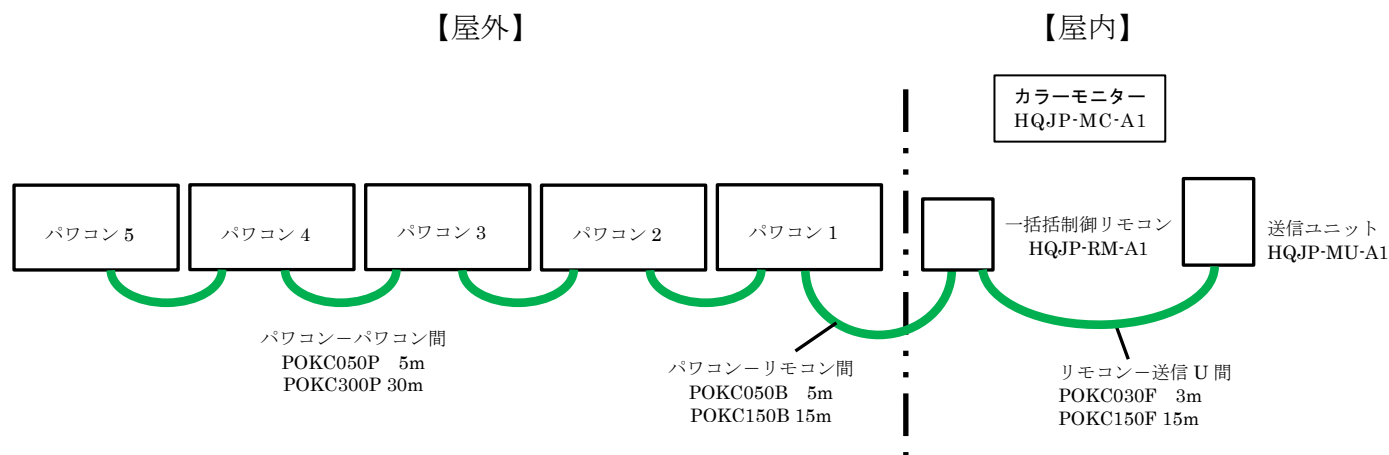 【屋外】
【屋内】
カラーモニター
HQJP-MC-A1
パワコン 5
パワコン 4
パワコン 3
パワコン 2
パワコン 1
一括括制御リモコン
HQJP-RM-A1
送信ユニット
HQJP-MU-A1
パワコン－パワコン間
POKC050P　5m
POKC300P 30m
パワコン－リモコン間
POKC050B　5m
POKC150B 15m
リモコン－送信 U 間
POKC030F　3m
POKC150F 15m